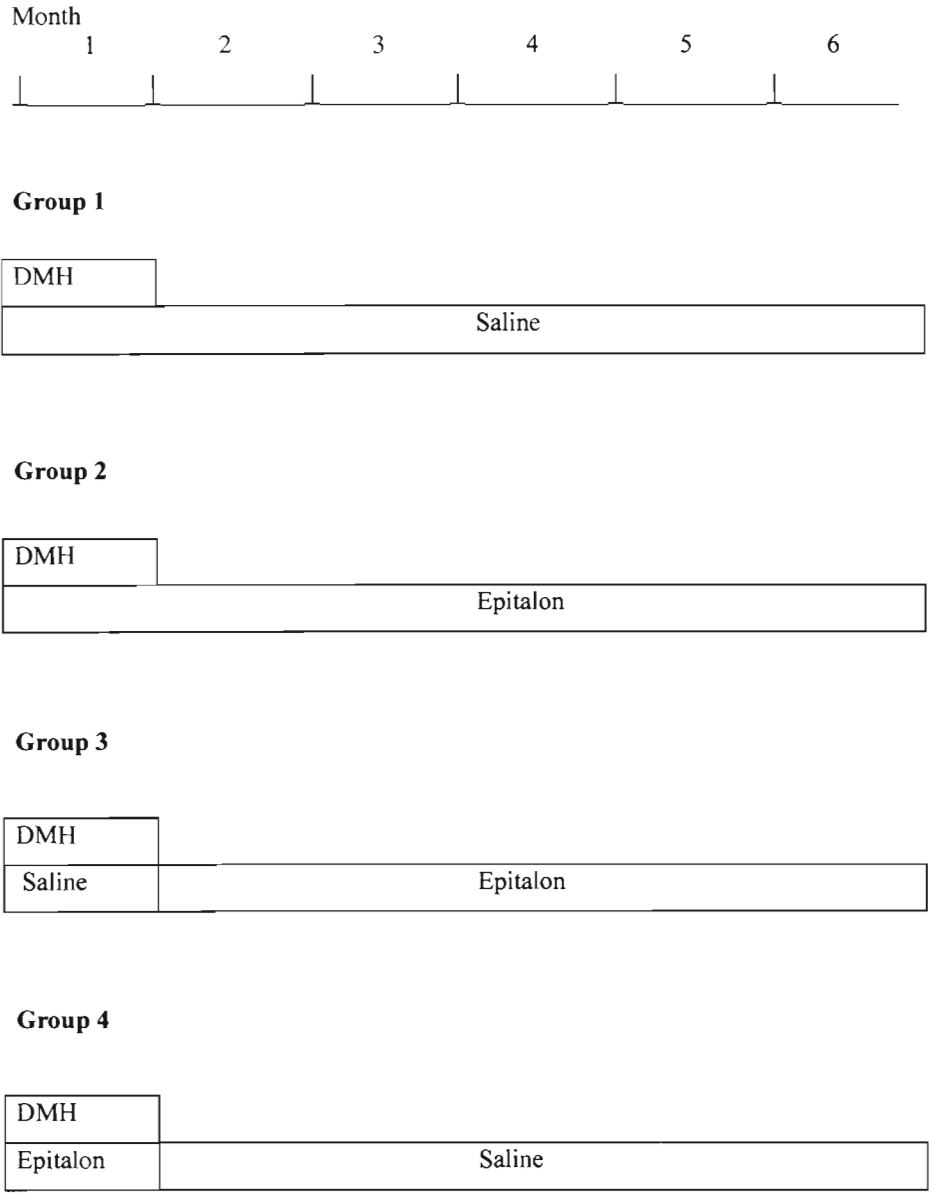 Month
1 2 3 4 5 6
Group 1
DMH
Saline
Group 2
DMH
Epitalon
Group 3
DMH
Saline Epitalon
Group 4
DMH
Epitalon Saline